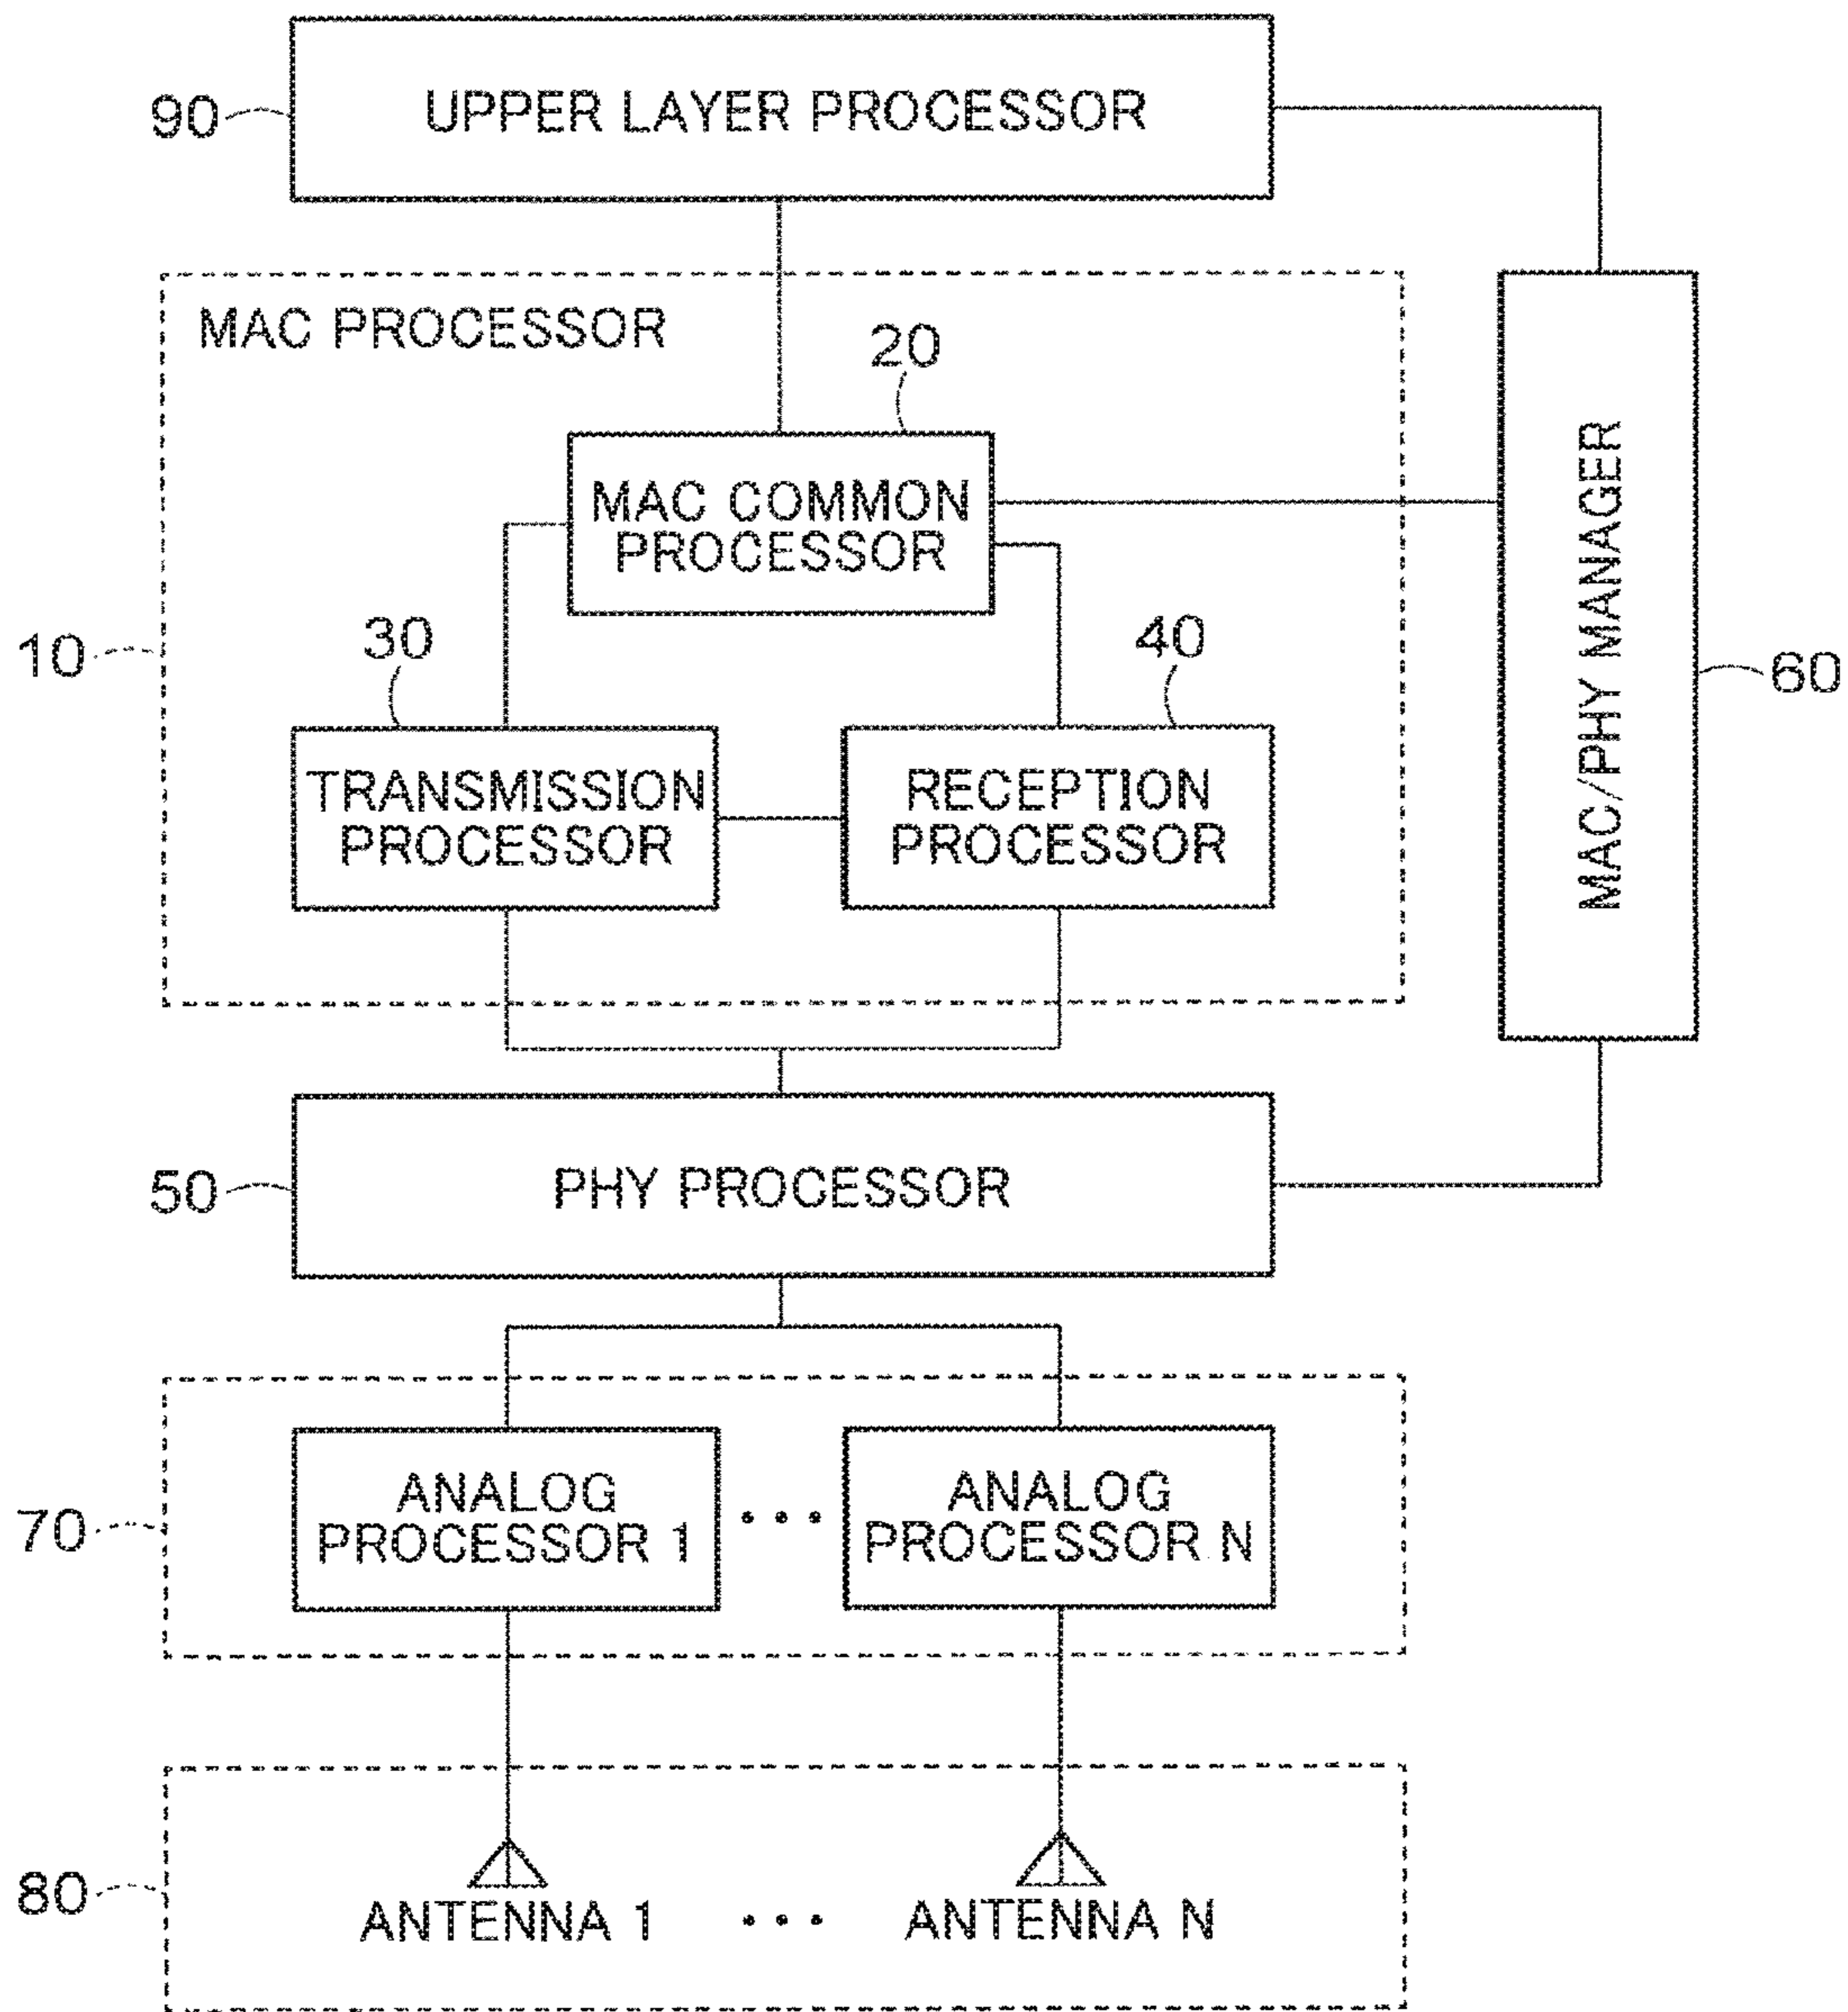 90
UPPER LAYER PROCESSOR
MAC PROCESSOR
20
MAC COMMON
PROCESSOR
10
30
40
TRANSMISSION
PROCESSOR
RECEPTION
PROCESSOR
MAC/PHY MANAGER
60
50
PHY PROCESSOR
70
ANALOG
PROCESSOR 1
• • •
ANALOG
PROCESSOR N
80
ANTENNA 1
• • •
ANTENNA N